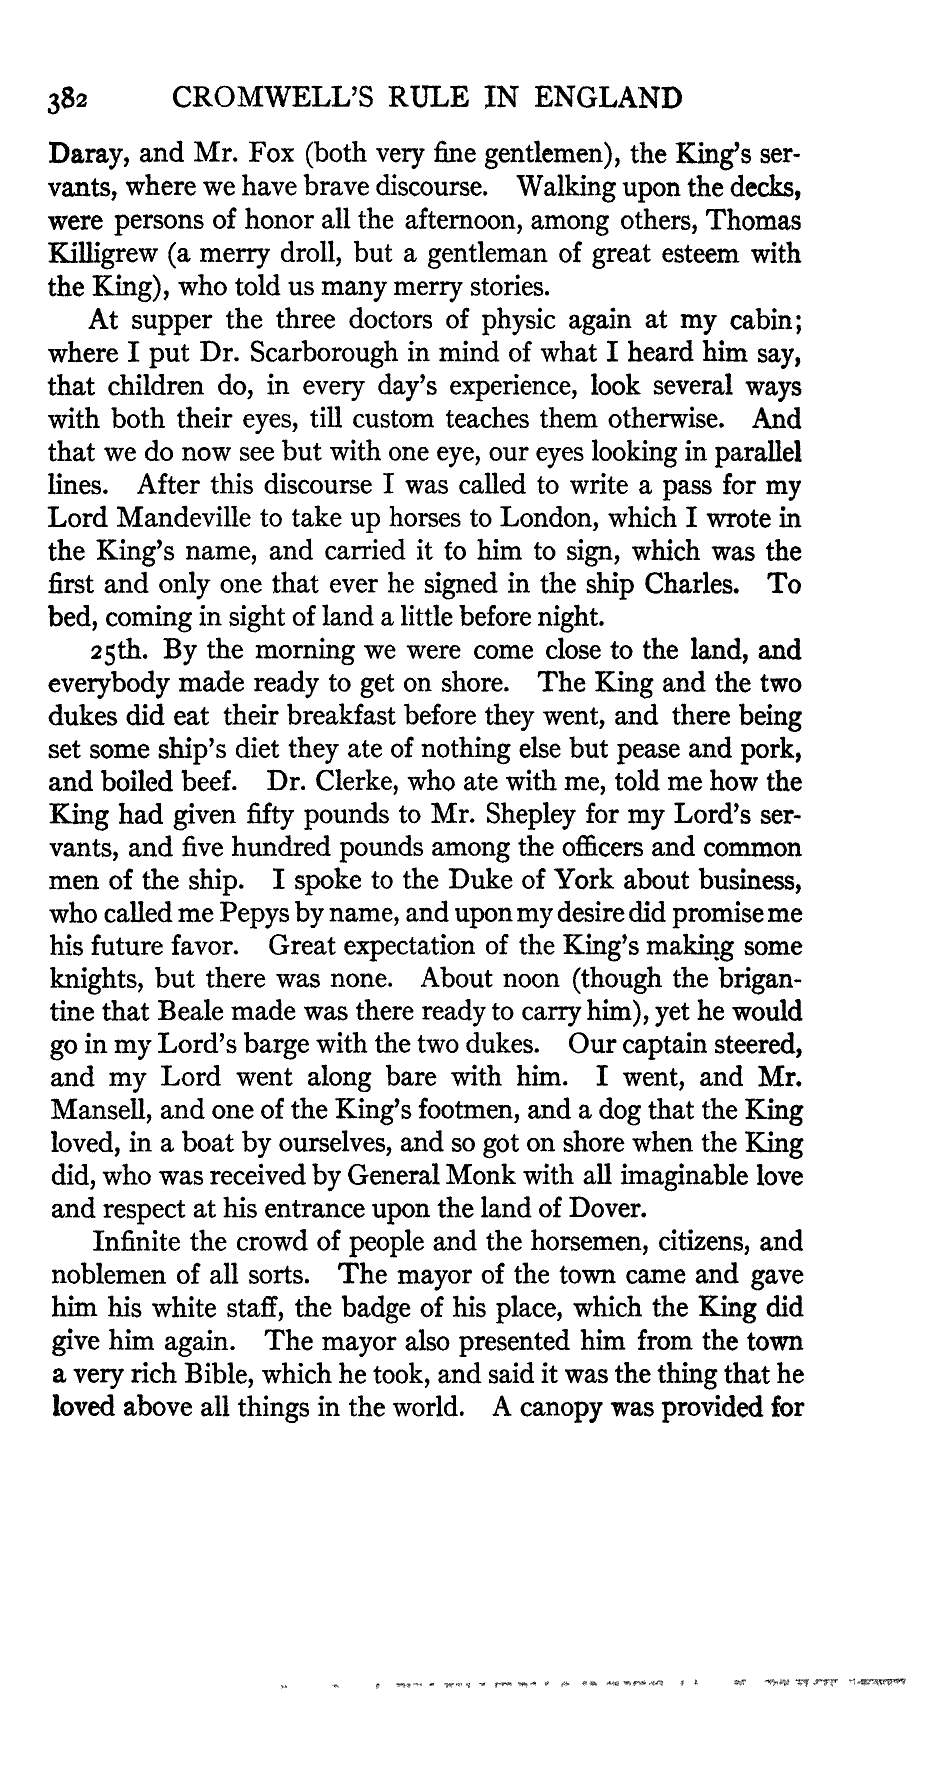 382 CROMWELL'S RULE IN ENGLAND
Daray, and Mr. Fox (both very fine gentlemen), the King's ser-
vants, where we have brave discourse. Walking upon the decks,
were persons of honor all the afternoon, among others, Thomas
Killigrew (a merry droll, but a gentleman of great esteem with
the King), who told us many merry stories.
At supper the three doctors of physic again at my cabin;
where I put Dr. Scarborough in mind of what I heard him say,
that children do, in every day's experience, look several ways
with both their eyes, till custom teaches them otherwise. And
that we do now see but with one eye, our eyes looking in parallel
lines. After this discourse I was called to write a pass for my
Lord Mandeville to take up horses to London, which I wrote in
the King's name, and carried it to him to sign, which was the
first and only one that ever he signed in the ship Charles. To
bed, coming in sight of land a little before night.
25th. By the morning we were come close to the land, and
everybody made ready to get on shore. The King and the two
dukes did eat their breakfast before they went, and there being
set some ship's diet they ate of nothing else but pease and pork,
and boiled beef. Dr. Clerke, who ate with me, told me how the
King had given fifty pounds to Mr. Shepley for my Lord's ser-
vants, and five hundred pounds among the officers and common
men of the ship. I spoke to the Duke of York about business,
who called me Pepys by name, and upon my desire did promise me
his future favor. Great expectation of the King's making some
knights, but there was none. About noon (though the brigan-
tine that Beale made was there ready to carry him), yet he would
go in my Lord's barge with the two dukes. Our captain steered,
and my Lord went along bare with him. I went, and Mr.
Mansell, and one of the King's footmen, and a dog that the King
loved, in a boat by ourselves, and so got on shore when the King
did, who was received by General Monk with all imaginable love
and respect at his entrance upon the land of Dover.
Infinite the crowd of people and the horsemen, citizens, and
noblemen of all sorts. The mayor of the town came and gave
him his white staff, the badge of his place, which the King did
give him again. The mayor also presented him from the town
a very rich Bible, which he took, and said it was the thing that he
loved above all things in the world. A canopy was provided for